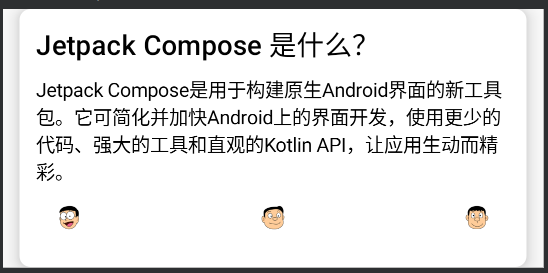 Jetpack Compose 是什么？
Jetpack Compose是用于构建原生Android界面的新工具
包。它可简化并加快Android上的界面开发，使用更少的
代码、强大的工具和直观的Kotlin API，让应用生动而精
彩。